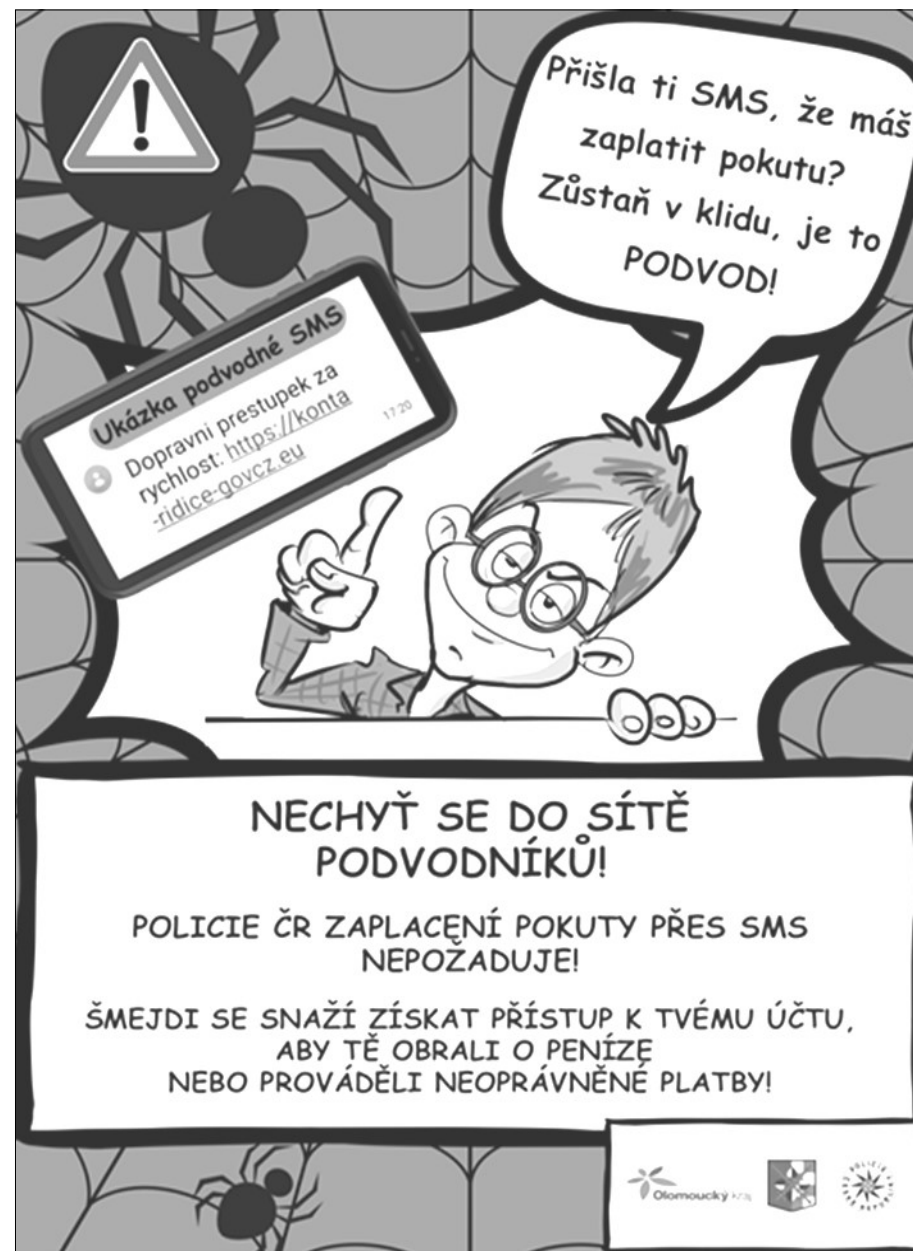 Přišla ti SMS, že máš
zaplatit pokutu?
Zůstaň v klidu, je to
PODVOD!
Ukázka podvodné SMS
Dopravni prestupek za
rychlost: https://konta
-ridice-govcz.eu
17:20
NECHYŤ SE DO SÍTĚ
PODVODNÍKŮ!
POLICIE ČR ZAPLACENÍ POKUTY PŘES SMS
NEPOŽADUJE!
ŠMEJDI SE SNAŽÍ ZÍSKAT PŘÍSTUP K TVÉMU ÚČTU,
ABY TĚ OBRALI O PENÍZE
NEBO PROVÁDĚLI NEOPRÁVNĚNÉ PLATBY!
Olomoucký kraj
POLICIE